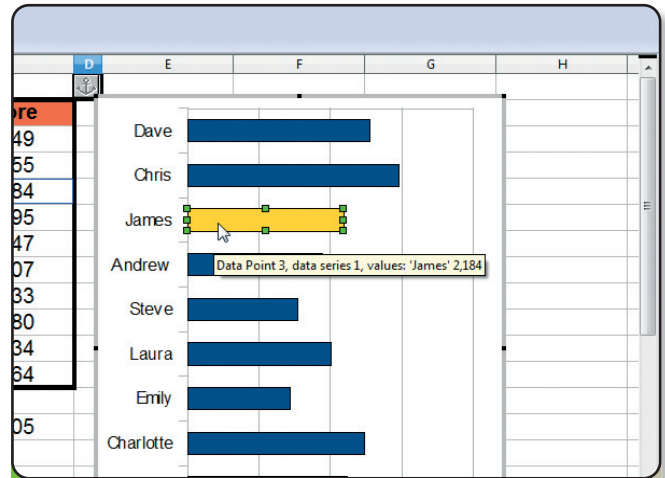 D E F G H
ore
49
55
84
95
47
07
33
80
34
64
05
Dave
Chris
James
Andrew
Data Point 3, data series 1, values: 'James' 2,184
Steve
Laura
Emily
Charlotte